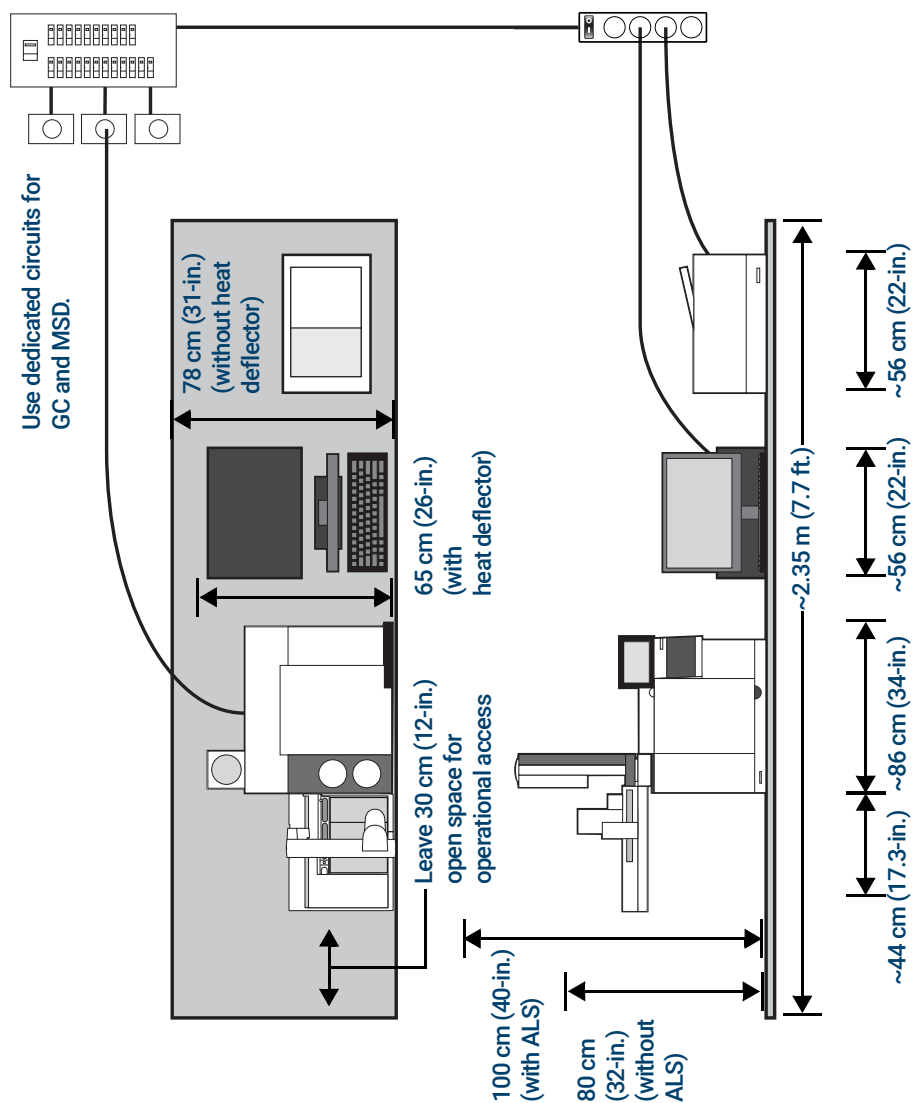 Use dedicated circuits for
GC and MSD.
78 cm (31-in.)
(without heat
deflector)
65 cm (26-in.)
(with
heat deflector)
Leave 30 cm (12-in.)
open space for
operational access
100 cm (40-in.)
(with ALS)
80 cm
(32-in.)
(without
ALS)
~2.35 m (7.7 ft.)
~44 cm (17.3-in.)
~86 cm (34-in.)
~56 cm (22-in.)
~56 cm (22-in.)